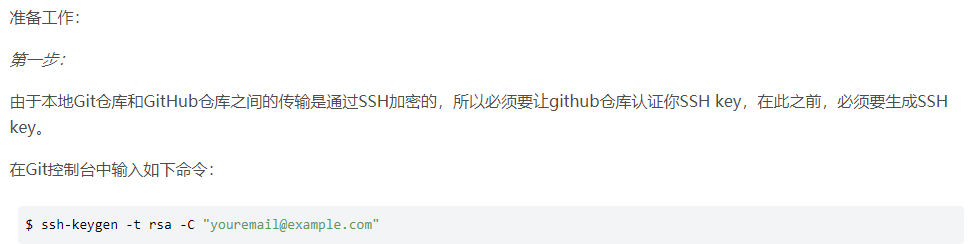 准备工作：
第一步：
由于本地Git仓库和GitHub仓库之间的传输是通过SSH加密的，所以必须要让github仓库认证你SSH key，在此之前，必须要生成SSH
key。
在Git控制台中输入如下命令：
$ ssh-keygen -t rsa -C "youremail@example.com"